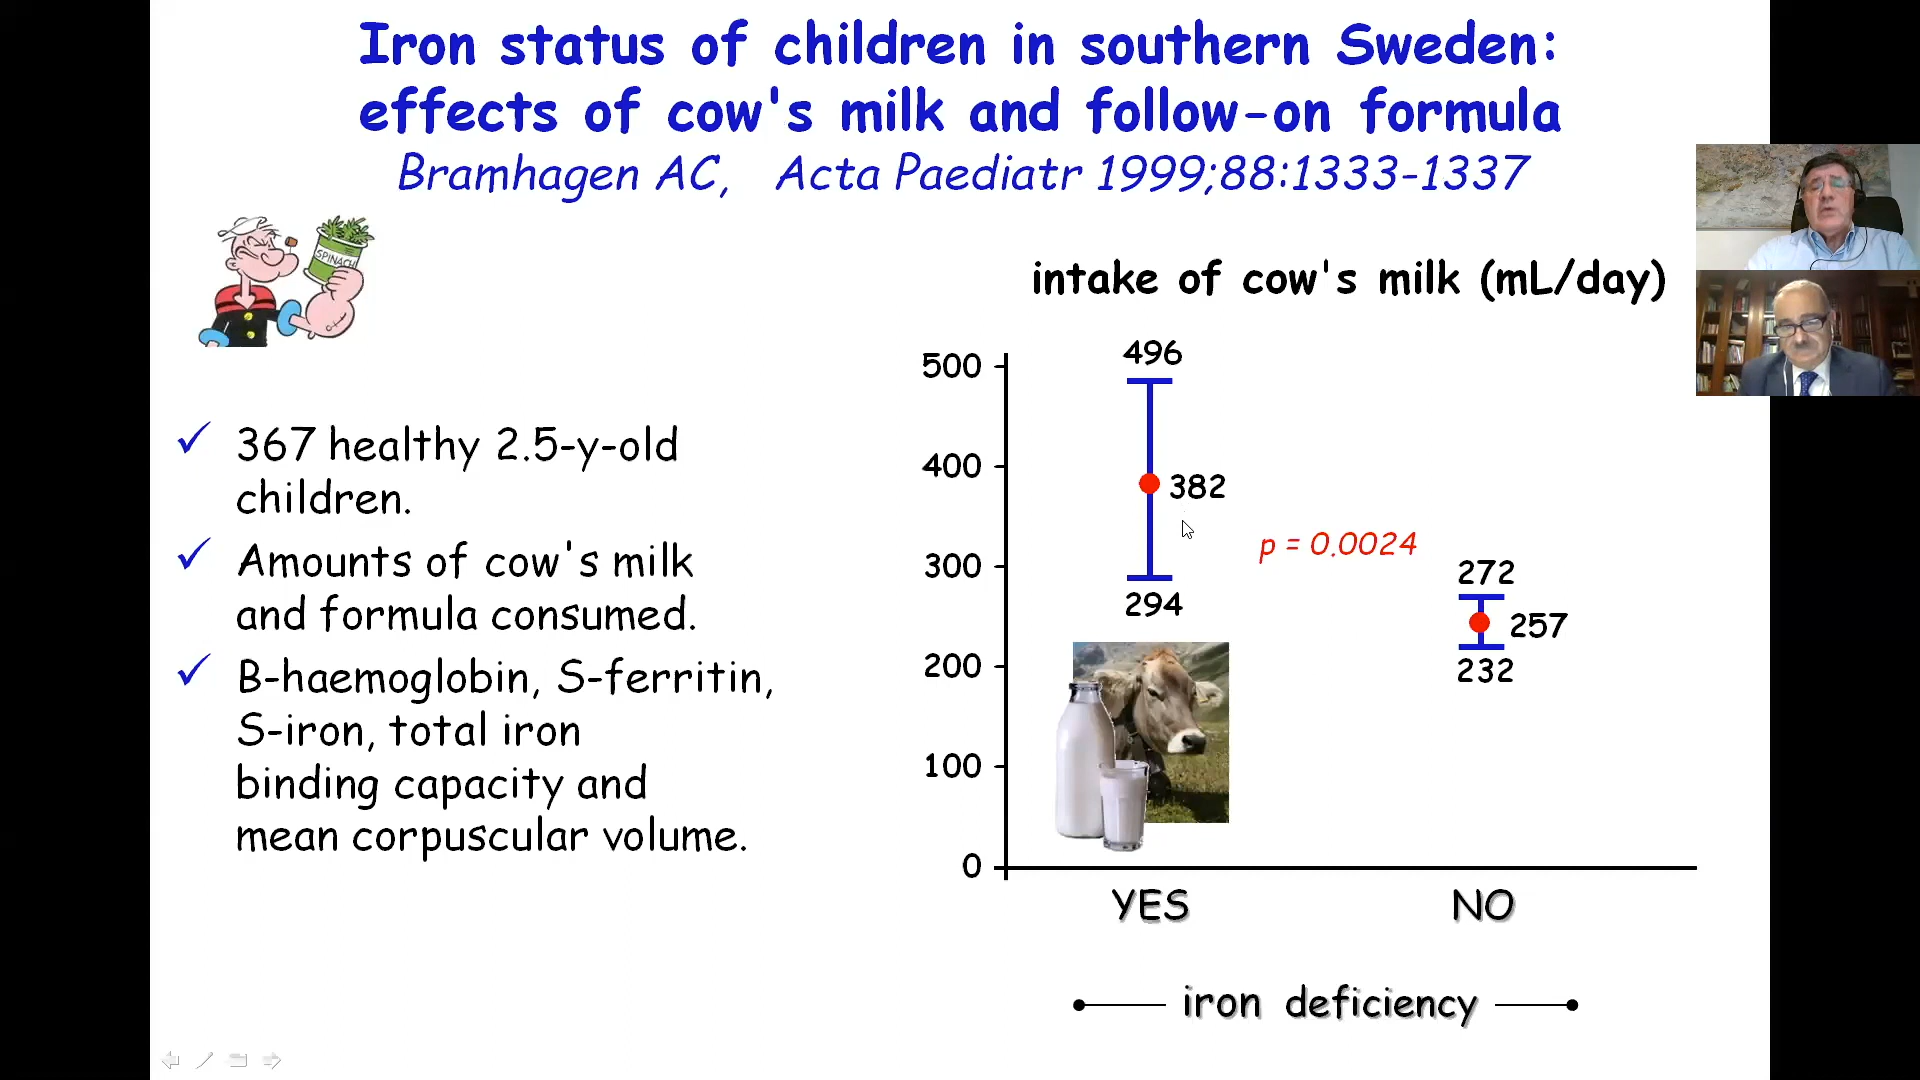 Iron status of children in southern Sweden:
effects of cow's milk and follow-on formula
Bramhagen AC, Acta Paediatr 1999;88:1333-1337
SPINACH
✓ 367 healthy 2.5-y-old
children.
✓ Amounts of cow's milk
and formula consumed.
✓ B-haemoglobin, S-ferritin,
S-iron, total iron
binding capacity and
mean corpuscular volume.
intake of cow's milk (mL/day)
500
400
300
200
100
0
496
382
294
p = 0.0024
272
257
232
YES
NO
iron deficiency